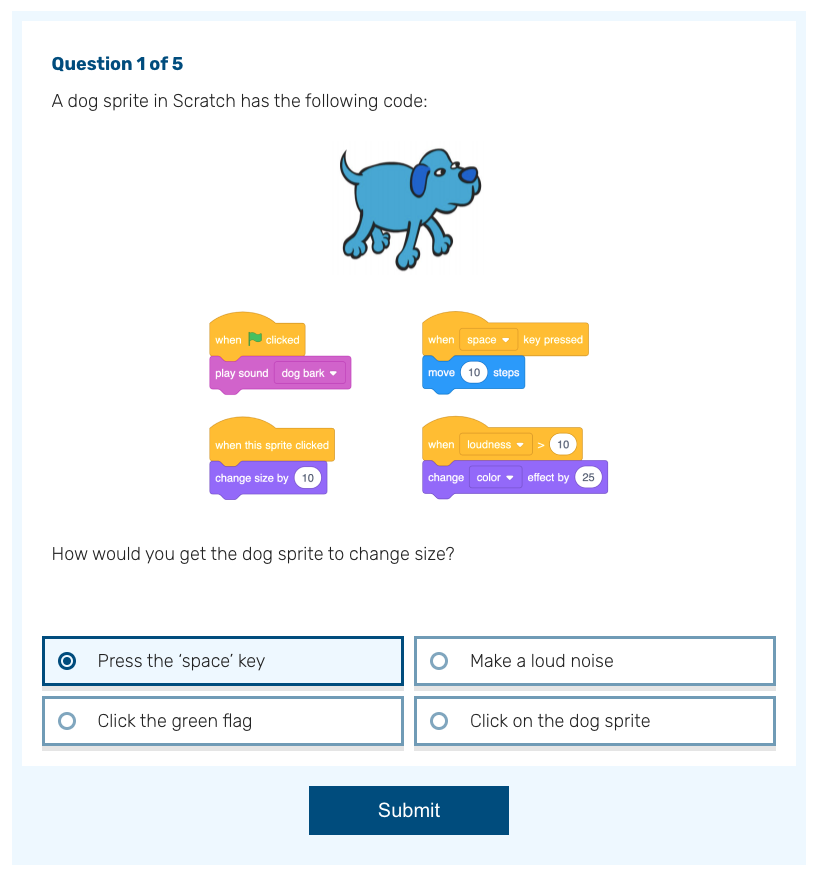 Question 1 of 5
A dog sprite in Scratch has the following code:
when clicked
play sound dog bark
when space key pressed
move 10 steps
when this sprite clicked
change size by 10
when loudness > 10
change color effect by 25
How would you get the dog sprite to change size?
Press the ‘space’ key
Make a loud noise
Click the green flag
Click on the dog sprite
Submit